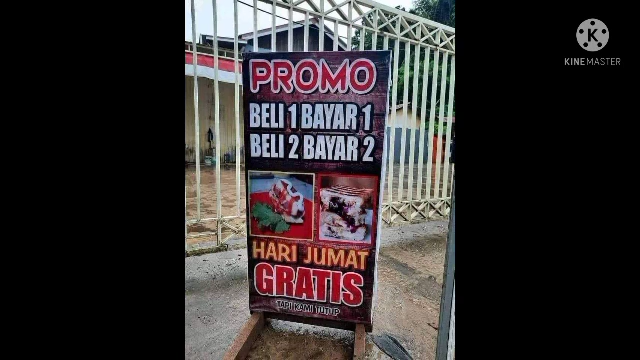 KINEMASTER
PROMO
BELI 1 BAYAR 1
BELI 2 BAYAR 2
HARI JUMAT
GRATIS
TAPI KAMI TUTUP